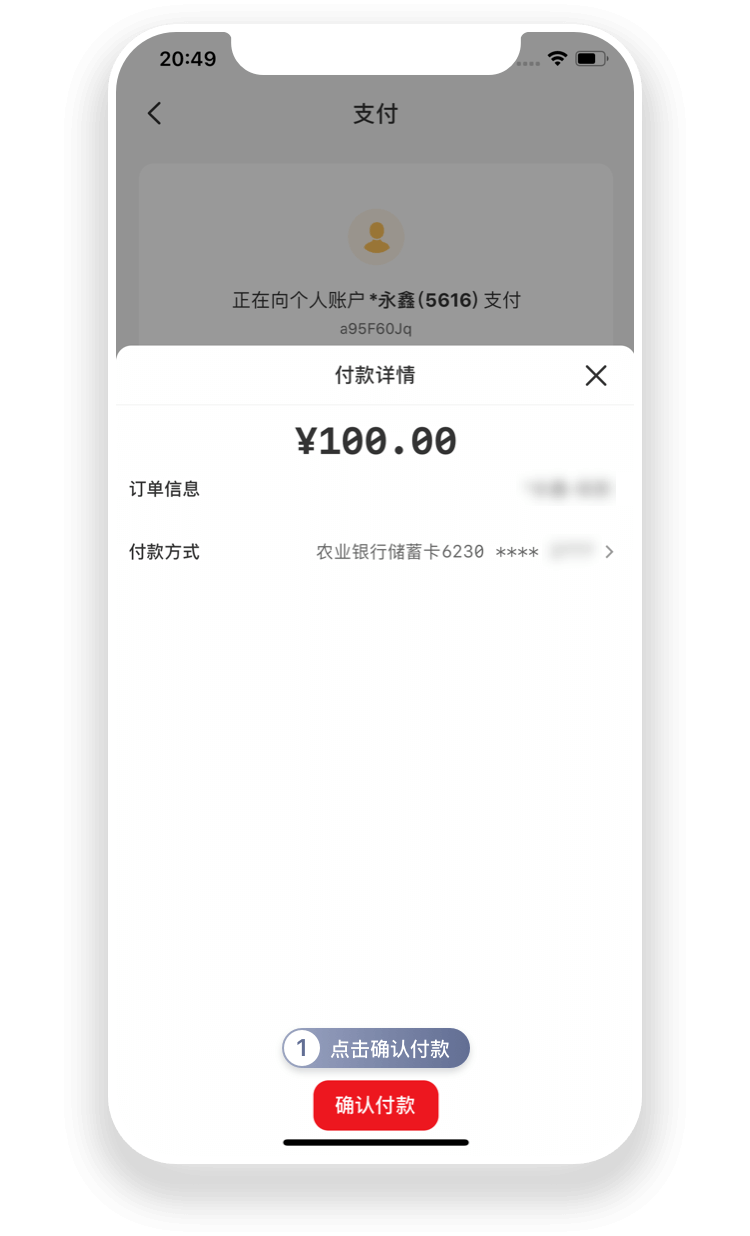 20:49
支付
正在向个人账户*永鑫(5616) 支付
a95F60Jq
付款详情
¥100.00
订单信息
付款方式 农业银行储蓄卡6230 ****
1 点击确认付款
确认付款